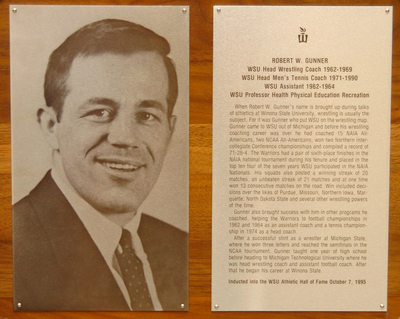 W
ROBERT W. GUNNER
WSU Head Wrestling Coach 1962-1969
WSU Head Men's Tennis Coach 1971-1990
WSU Assistant 1962-1964
WSU Professor Health Physical Education Recreation
When Robert W. Gunner's name is brought up during tales
of athletics at Winona State University, wrestling is usually the
subject. For it was Gunner who put WSU on the wrestling map.
Gunner came to WSU out of Michigan and before his wrestling
coaching career was over he had coached 15 NAIA All-
Americans, two NCAA All-Americans, won two Northern Inter-
collegiate Conference championships and compiled a record of
71-29-4. The Warriors had a pair of sixth place finishes in the
NAIA national tournament during his tenure and placed in the
top ten four of the seven years WSU participated in the NAIA
Nationals. His squads also posted a winning streak of 20
matches, an unbeaten streak of 21 matches and at one time
won 13 consecutive matches on the road. Win included deci-
sions over the likes of Purdue, Missouri, Northern Iowa, Mar-
quette, North Dakota State and several other wrestling powers
of the time.
Gunner also brought success with him in other programs he
coached, helping the Warriors to football championships in
1962 and 1964 as an assistant coach and a tennis champion-
ship in 1974 as a head coach.
After a successful stint as a wrestler at Michigan State,
where he won three letters and reached the semifinals in the
NCAA tournament, Gunner taught one year of high school
before heading to Michigan Technological University where he
was head wrestling coach and assistant football coach. After
that he began his career at Winona State.
Inducted into the WSU Athletic Hall of Fame October 7, 1995